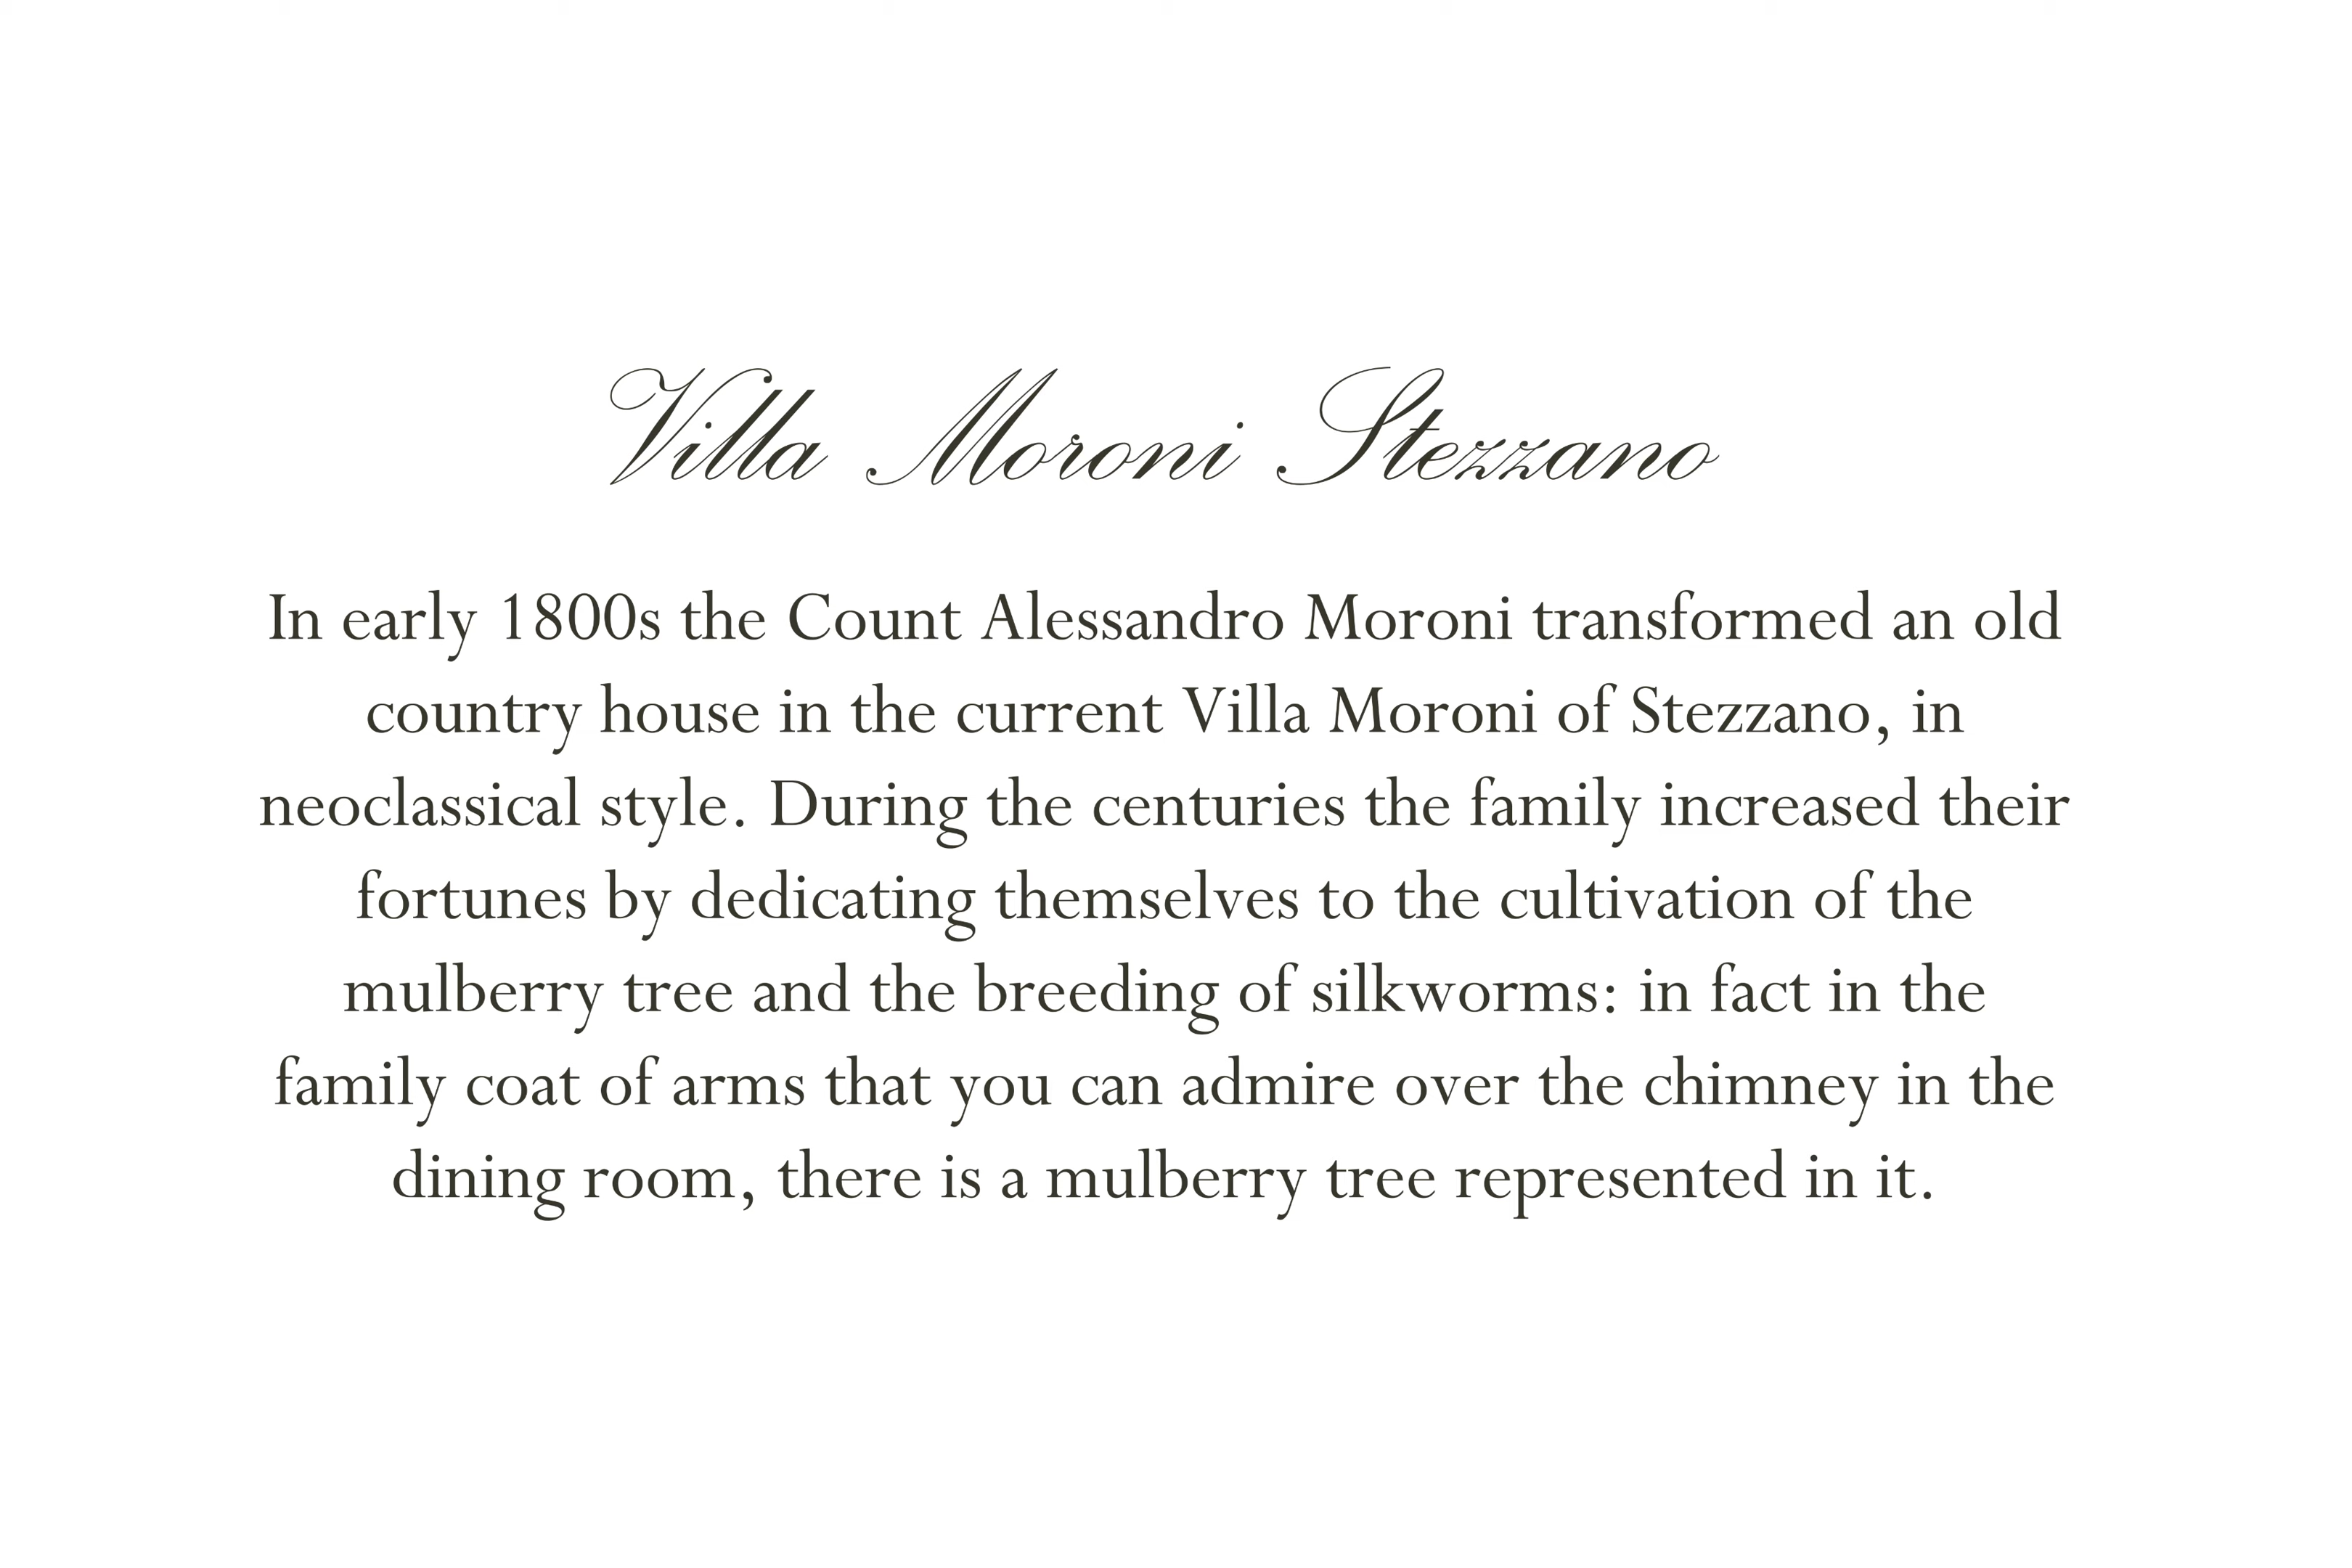 Villa Moroni Stezzano
In early 1800s the Count Alessandro Moroni transformed an old
country house in the current Villa Moroni of Stezzano, in
neoclassical style. During the centuries the family increased their
fortunes by dedicating themselves to the cultivation of the
mulberry tree and the breeding of silkworms: in fact in the
family coat of arms that you can admire over the chimney in the
dining room, there is a mulberry tree represented in it.